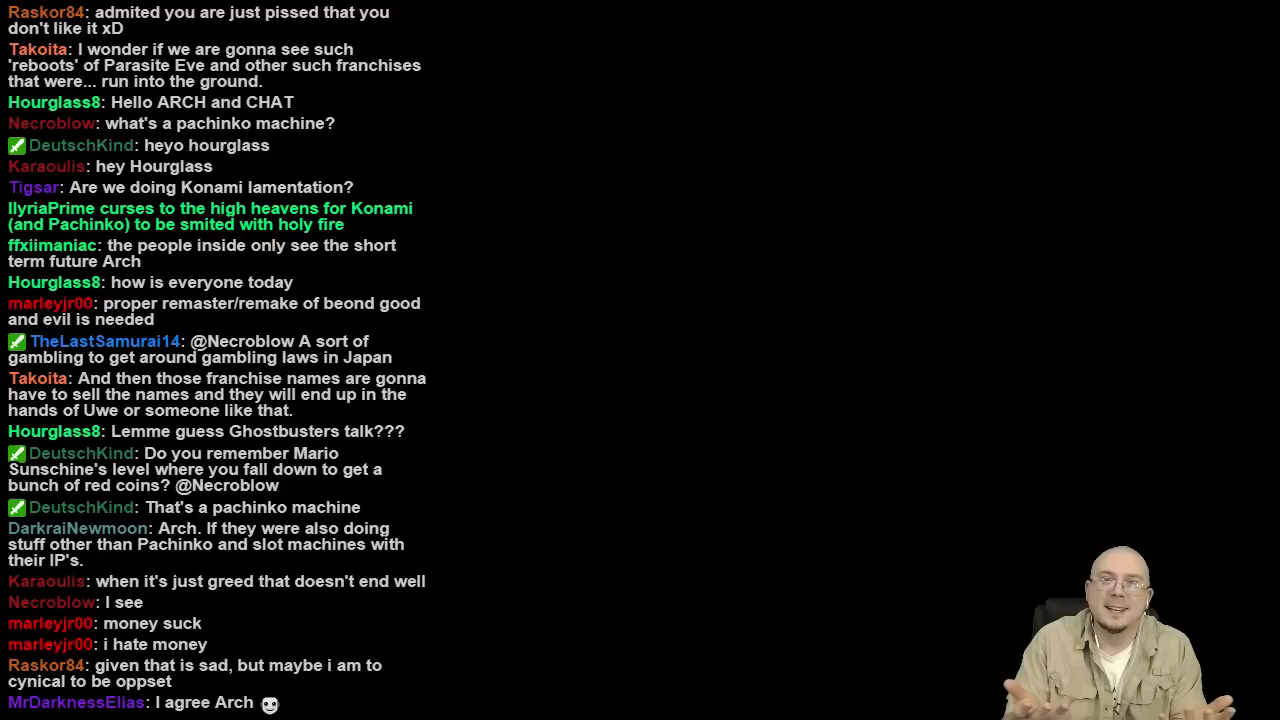 Raskor84: admited you are just pissed that you
don't like it xD
Takoita: I wonder if we are gonna see such
'reboots' of Parasite Eve and other such franchises
that were... run into the ground.
Hourglass8: Hello ARCH and CHAT
Necroblow: what's a pachinko machine?
DeutschKind: heyo hourglass
Karaoulis: hey Hourglass
Tigsar: Are we doing Konami lamentation?
IlyriaPrime curses to the high heavens for Konami
(and Pachinko) to be smited with holy fire
ffxiimaniac: the people inside only see the short
term future Arch
Hourglass8: how is everyone today
marleyjr00: proper remaster/remake of beond good
and evil is needed
TheLastSamurai14: @Necroblow A sort of
gambling to get around gambling laws in Japan
Takoita: And then those franchise names are gonna
have to sell the names and they will end up in the
hands of Uwe or someone like that.
Hourglass8: Lemme guess Ghostbusters talk???
DeutschKind: Do you remember Mario
Sunschine's level where you fall down to get a
bunch of red coins? @Necroblow
DeutschKind: That's a pachinko machine
DarkraiNewmoon: Arch. If they were also doing
stuff other than Pachinko and slot machines with
their IP's.
Karaoulis: when it's just greed that doesn't end well
Necroblow: I see
marleyjr00: money suck
marleyjr00: i hate money
Raskor84: given that is sad, but maybe i am to
cynical to be oppset
MrDarknessElias: I agree Arch